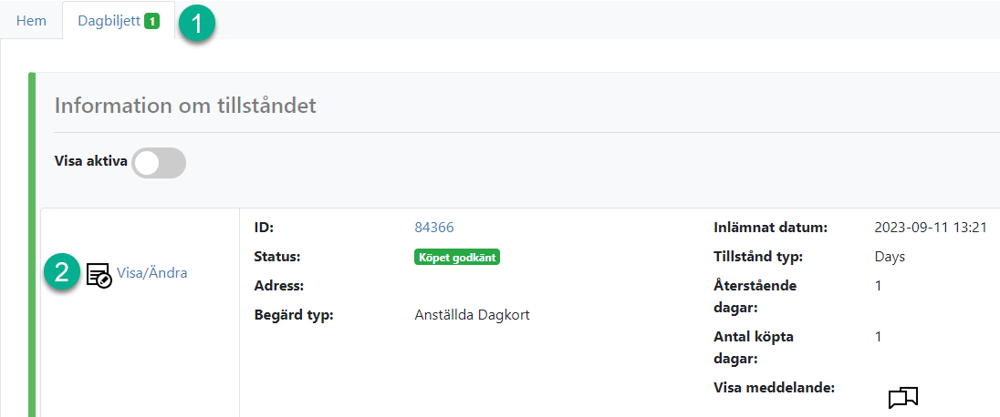 Hem
Dagbiljett 1
1
Information om tillståndet
Visa aktiva
2
Visa/Ändra
ID: 84366
Status: Köpet godkänt
Adress:
Begärd typ: Anställda Dagkort
Inlämnat datum: 2023-09-11 13:21
Tillstånd typ: Days
Återstående 1
dagar:
Antal köpta 1
dagar:
Visa meddelande: